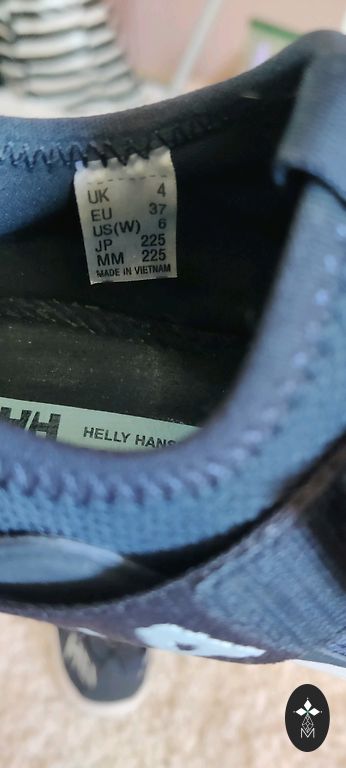 UK 4
EU 37
US(W) 6
JP 225
MM 225
MADE IN VIETNAM
HH HELLY HANS
M